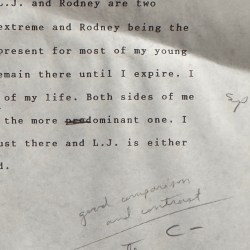 L.J. and Rodney are two
extreme and Rodney being the
present for most of my young
emain there until I expire. I
of my life. Both sides of me
Sp
the more predominant one. I
ust there and L.J. is either
d.
good comparison
and contrast
C-